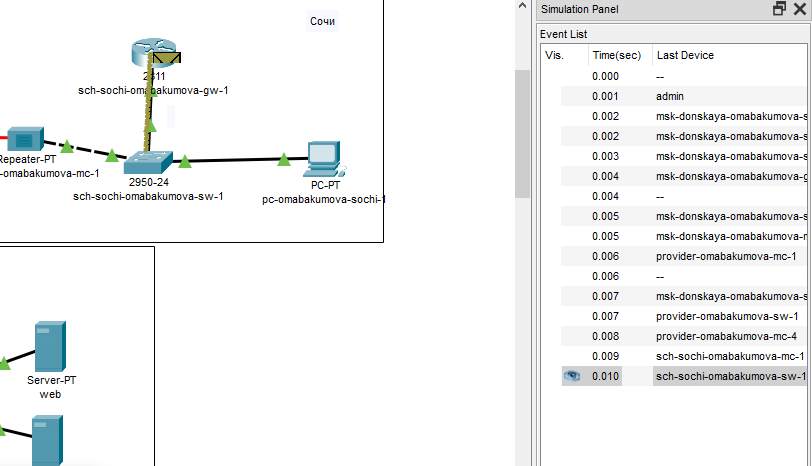 Сочи
2811
sch-sochi-omabakumova-gw-1
Repeater-PT
-omabakumova-mc-1
2950-24
sch-sochi-omabakumova-sw-1
PC-PT
pc-omabakumova-sochi-1
Server-PT
web
Simulation Panel
Event List
Vis. Time(sec) Last Device
0.000 --
0.001 admin
0.002 msk-donskaya-omabakumova-s
0.002 msk-donskaya-omabakumova-s
0.003 msk-donskaya-omabakumova-s
0.004 msk-donskaya-omabakumova-g
0.004 --
0.005 msk-donskaya-omabakumova-s
0.005 msk-donskaya-omabakumova-m
0.006 provider-omabakumova-mc-1
0.006 --
0.007 msk-donskaya-omabakumova-s
0.007 provider-omabakumova-sw-1
0.008 provider-omabakumova-mc-4
0.009 sch-sochi-omabakumova-mc-1
0.010 sch-sochi-omabakumova-sw-1